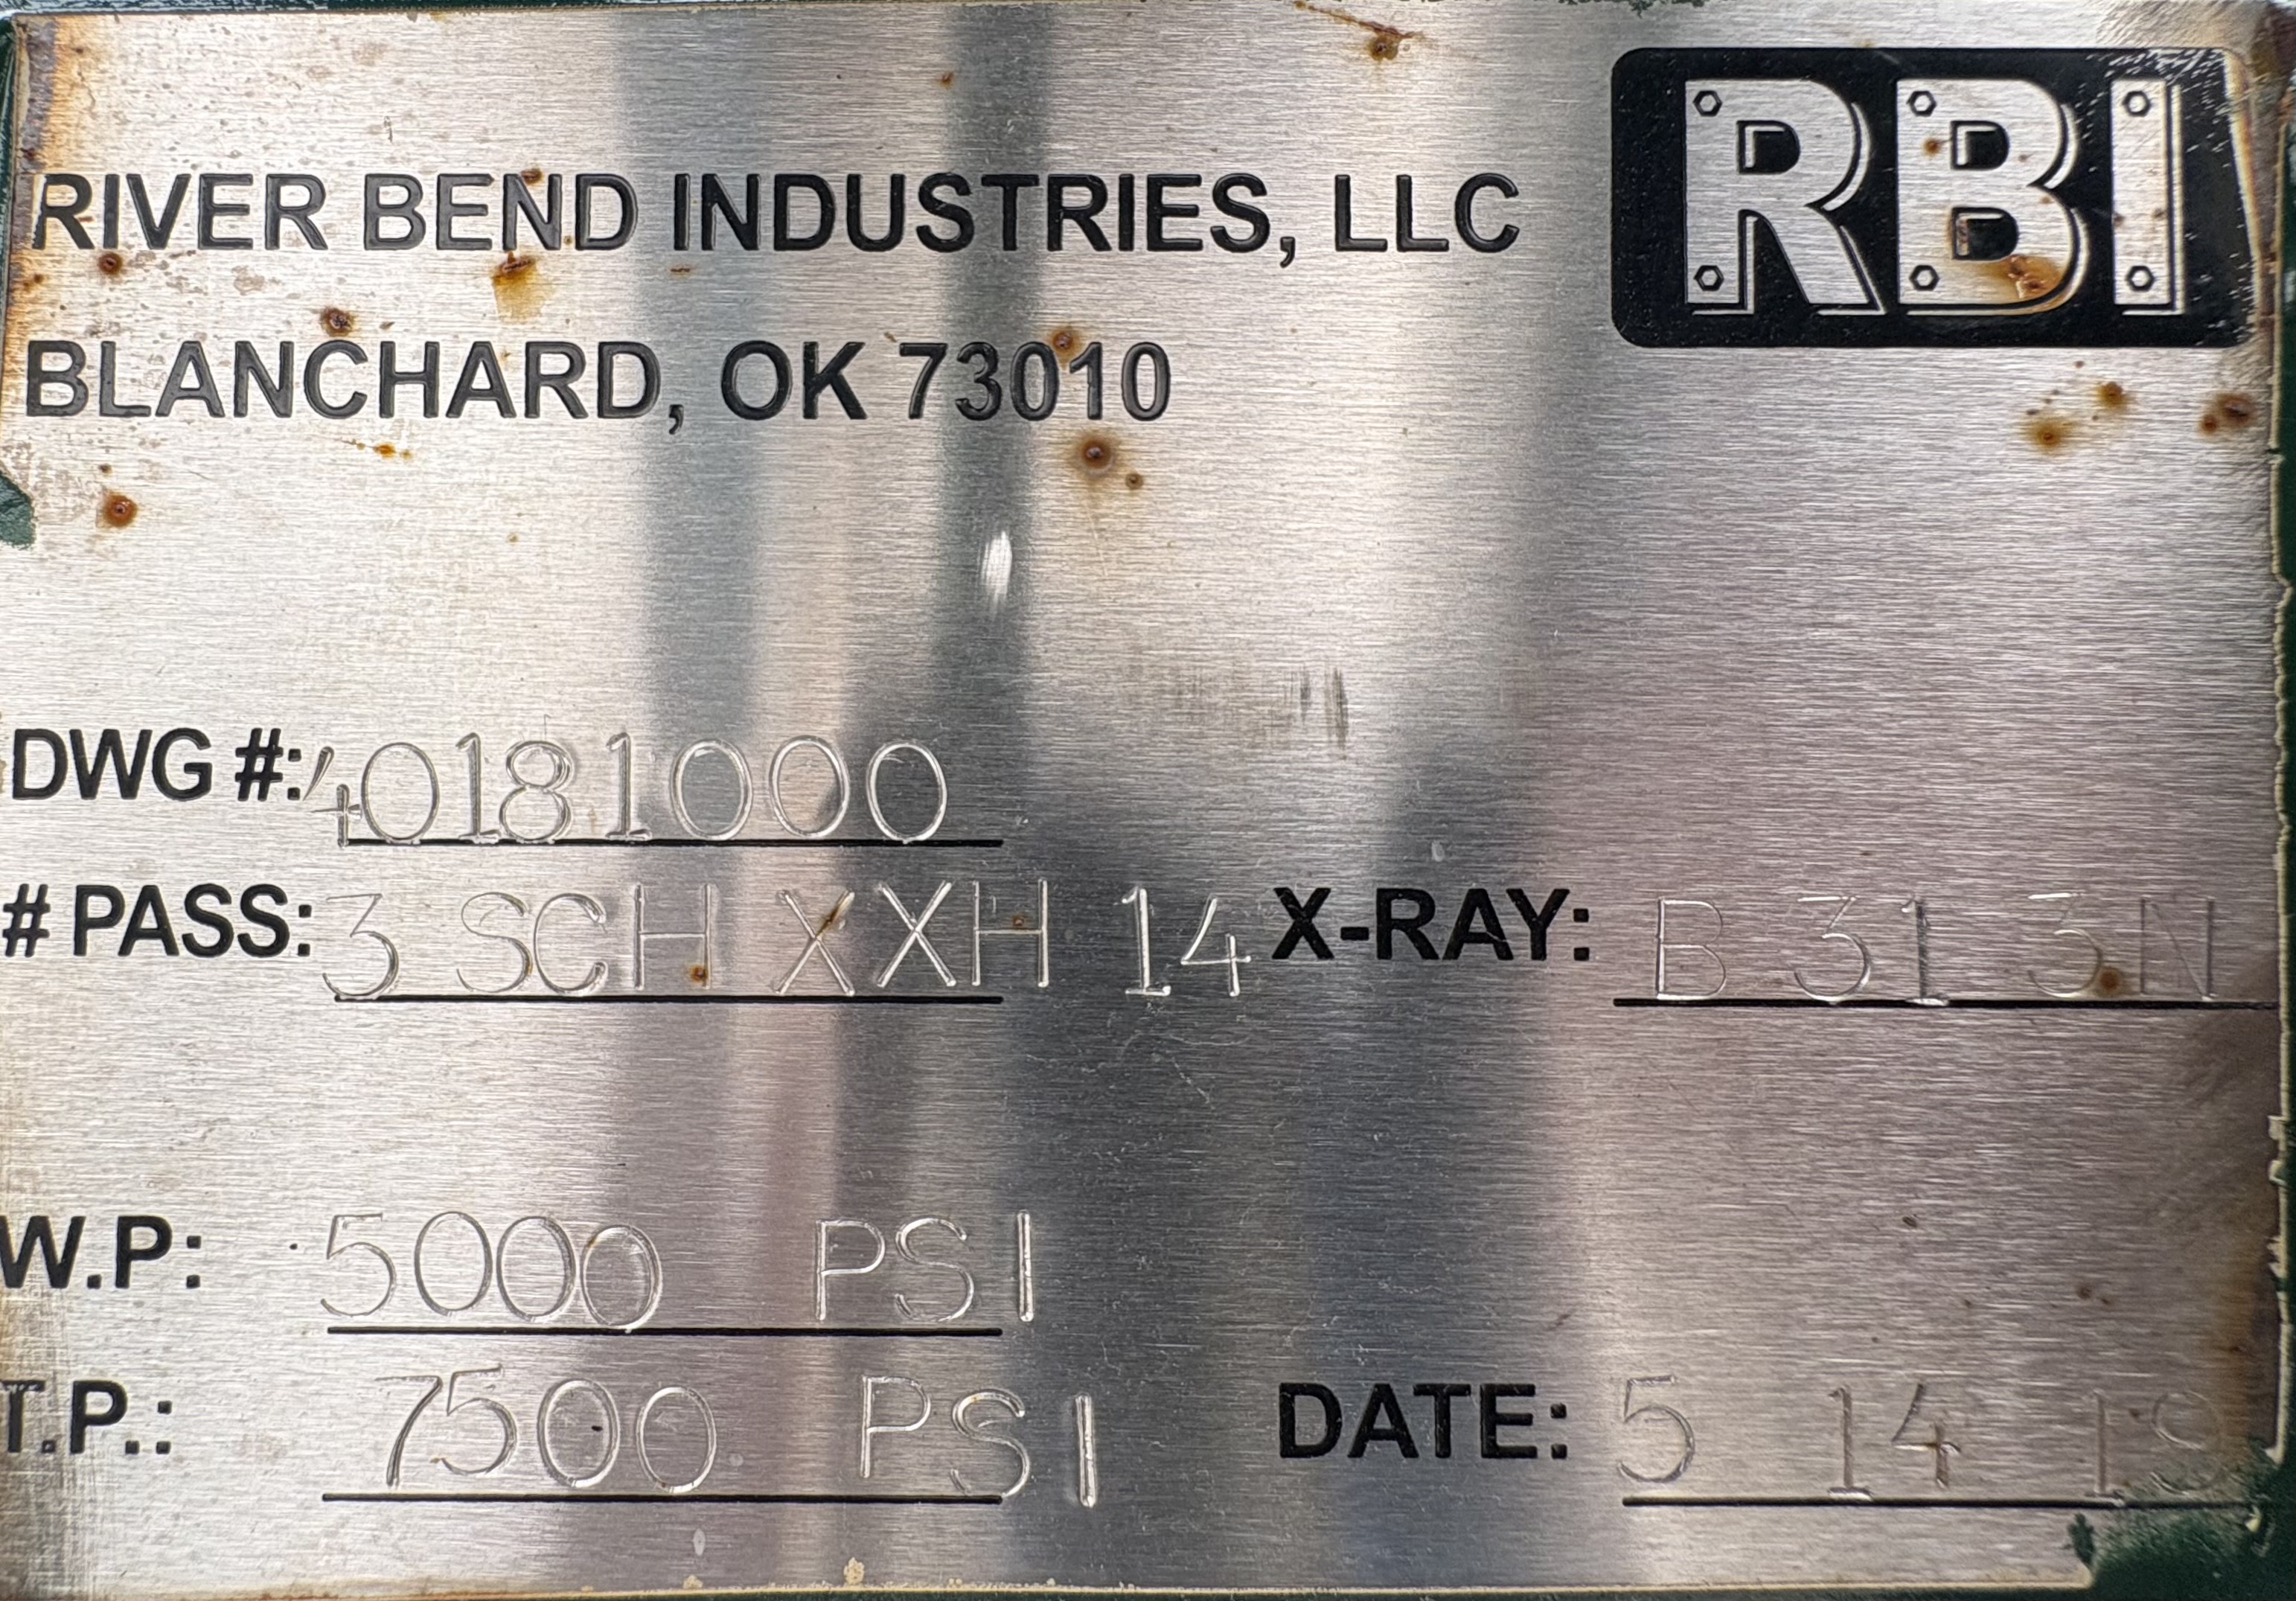 RBI
RIVER BEND INDUSTRIES, LLC
BLANCHARD, OK 73010
DWG #: 40181000
# PASS: 3 SCH XXH 14 X-RAY: B 31 3N
W.P: 5000 PSI
T.P.: 7500 PSI DATE: 5 14 19